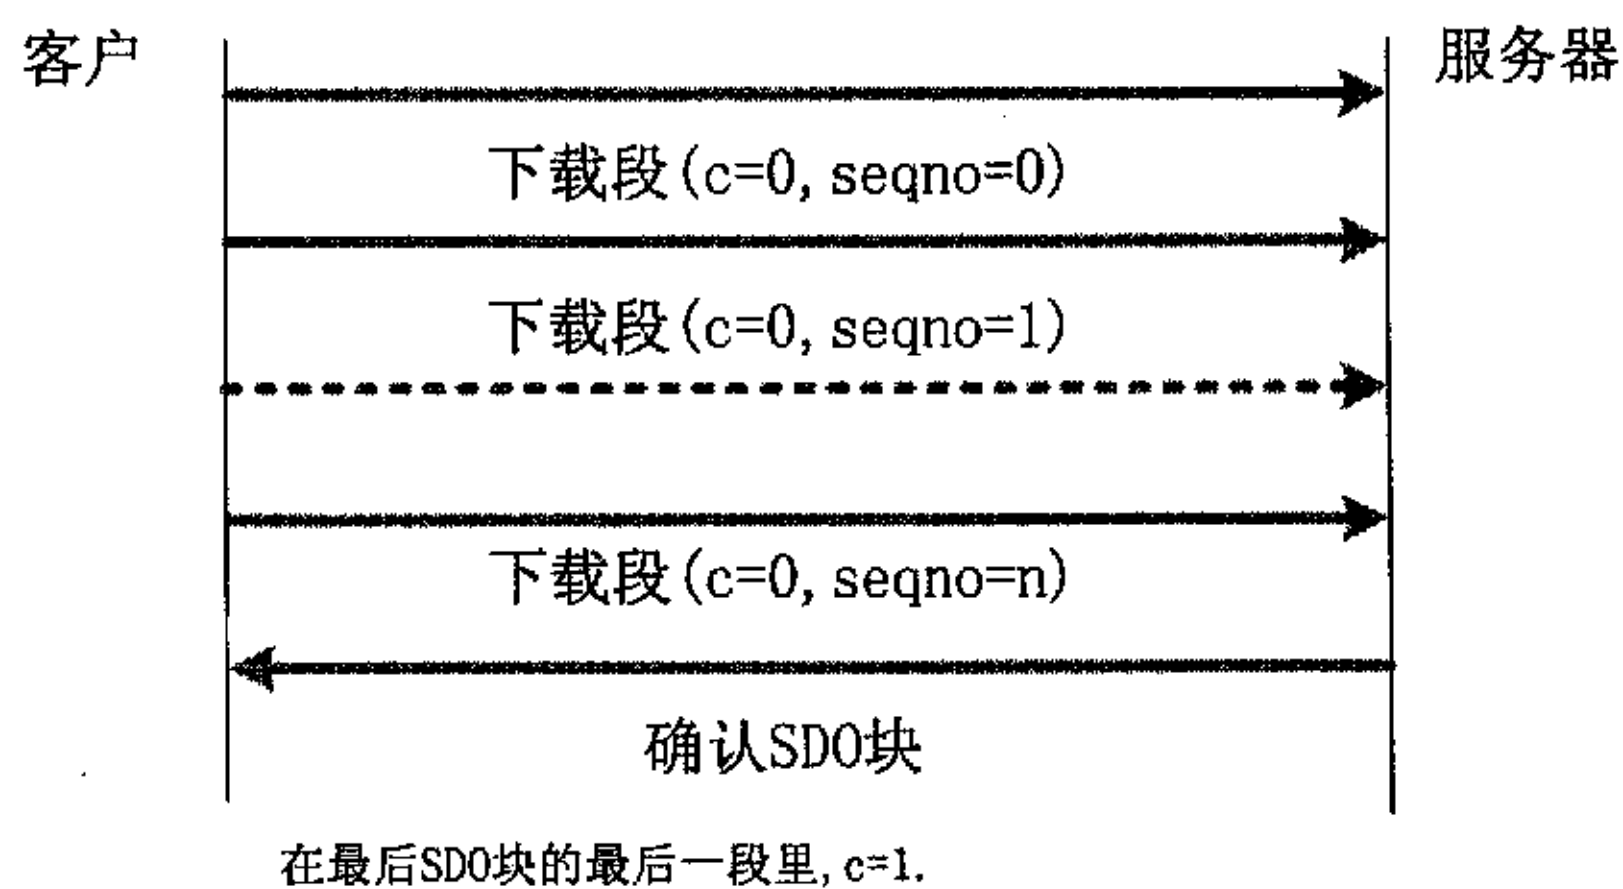 客户
服务器
下载段(c=0, seqno=0)
下载段(c=0, seqno=1)
下载段(c=0, seqno=n)
确认SDO块
在最后SDO块的最后一段里, c=1.